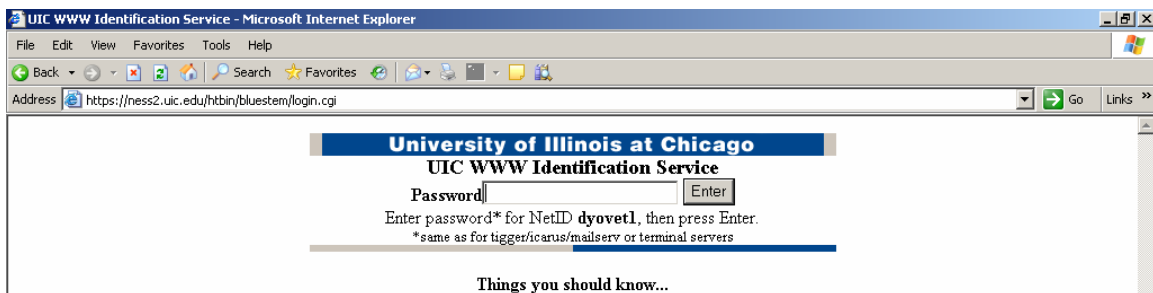 UIC WWW Identification Service - Microsoft Internet Explorer
File Edit View Favorites Tools Help
Back Search Favorites
Address https://ness2.uic.edu/htbin/bluestem/login.cgi Go Links »
University of Illinois at Chicago
UIC WWW Identification Service
Password Enter
Enter password* for NetID dyovet1, then press Enter.
*same as for tigger/icarus/mailserv or terminal servers
Things you should know...